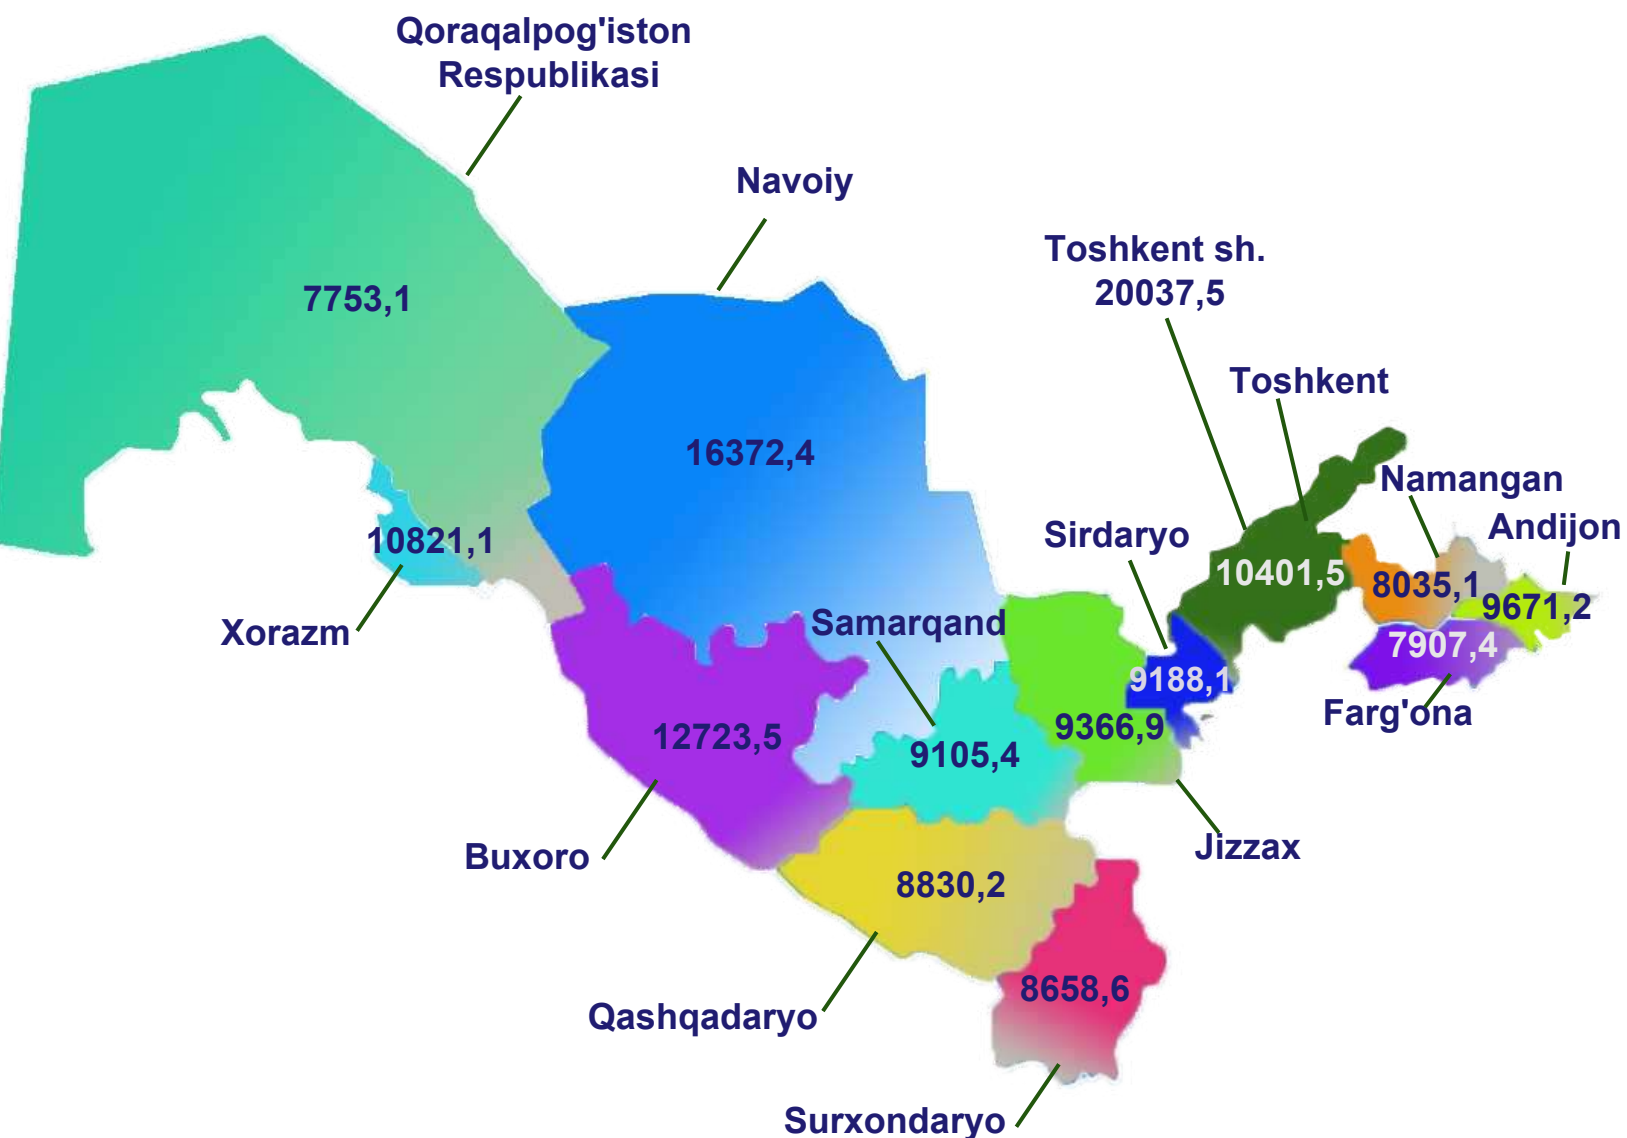 Qoraqalpog'iston
Respublikasi
Navoiy
Toshkent sh.
20037,5
7753,1
Toshkent
16372,4
Namangan
Andijon
Sirdaryo
10821,1
10401,5
8035,1
9671,2
Xorazm
Samarqand
7907,4
9188,1
Farg'ona
12723,5
9105,4
9366,9
Buxoro
Jizzax
8830,2
8658,6
Qashqadaryo
Surxondaryo